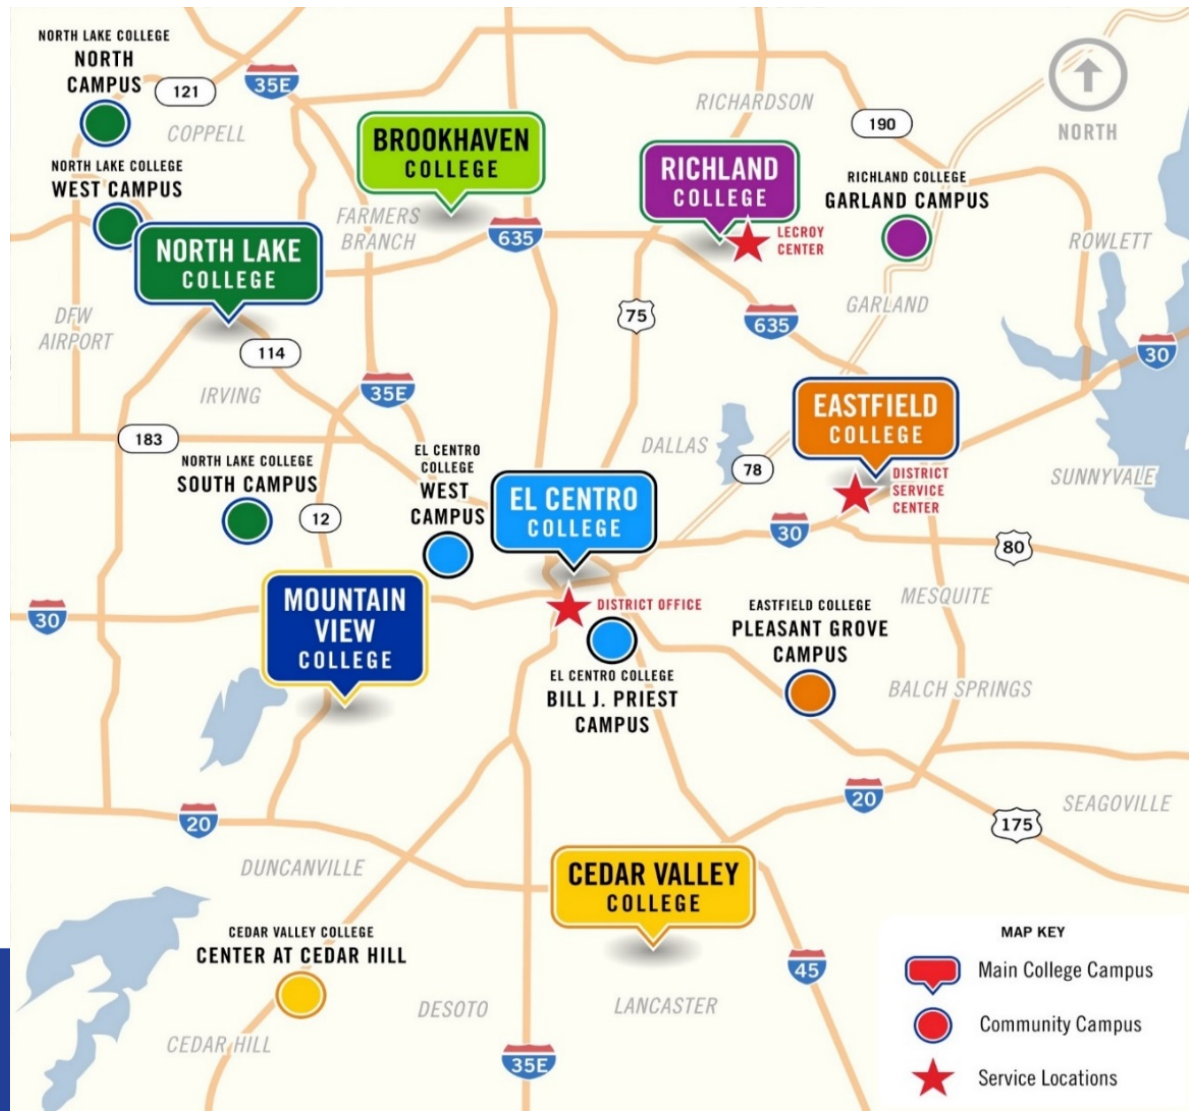 NORTH LAKE COLLEGE
NORTH
CAMPUS
121
35E
COPPELL
BROOKHAVEN
COLLEGE
RICHARDSON
190
NORTH
NORTH LAKE COLLEGE
WEST CAMPUS
FARMERS
BRANCH
635
RICHLAND
COLLEGE
LECROY
CENTER
RICHLAND COLLEGE
GARLAND CAMPUS
ROWLETT
NORTH LAKE
COLLEGE
DFW
AIRPORT
114
75
635
GARLAND
30
IRVING
35E
183
NORTH LAKE COLLEGE
SOUTH CAMPUS
12
EL CENTRO
COLLEGE
WEST
CAMPUS
DALLAS
78
EASTFIELD
COLLEGE
DISTRICT
SERVICE
CENTER
SUNNYVALE
EL CENTRO
COLLEGE
30
80
30
MOUNTAIN
VIEW
COLLEGE
DISTRICT OFFICE
EL CENTRO COLLEGE
BILL J. PRIEST
CAMPUS
EASTFIELD COLLEGE
PLEASANT GROVE
CAMPUS
MESQUITE
BALCH SPRINGS
20
20
SEAGOVILLE
175
DUNCANVILLE
CEDAR VALLEY
COLLEGE
CEDAR VALLEY COLLEGE
CENTER AT CEDAR HILL
CEDAR HILL
DESOTO
LANCASTER
45
35E
MAP KEY
Main College Campus
Community Campus
Service Locations